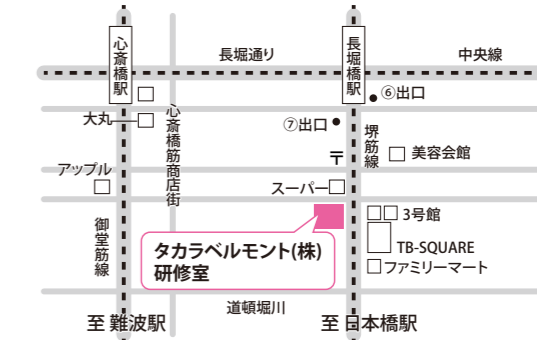 心斎橋駅
長堀通り
長堀橋駅
中央線
⑥出口
大丸
心斎橋筋商店街
⑦出口
堺筋線
〒
美容会館
アップル
スーパー
3号館
御堂筋線
タカラベルモント(株)
研修室
TB-SQUARE
ファミリーマート
道頓堀川
至 難波駅
至 日本橋駅